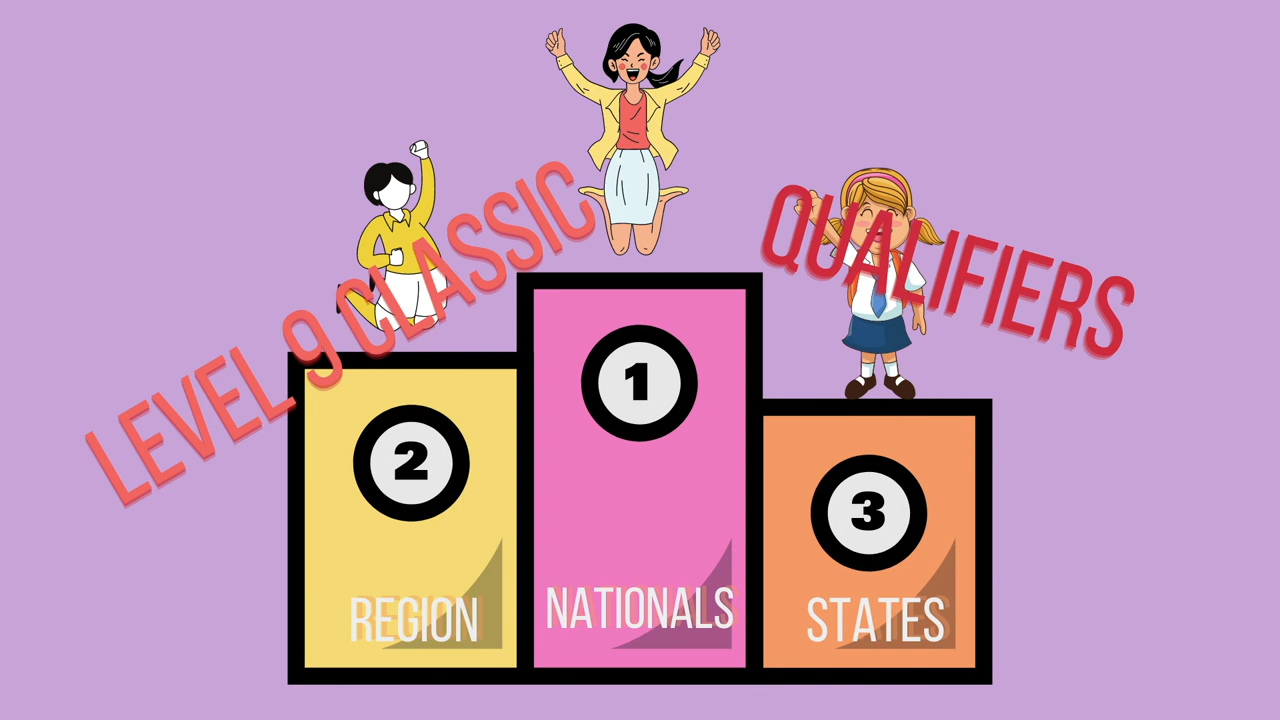 LEVEL 9 CLASSIC
QUALIFIERS
1
2
3
REGION
NATIONALS
STATES